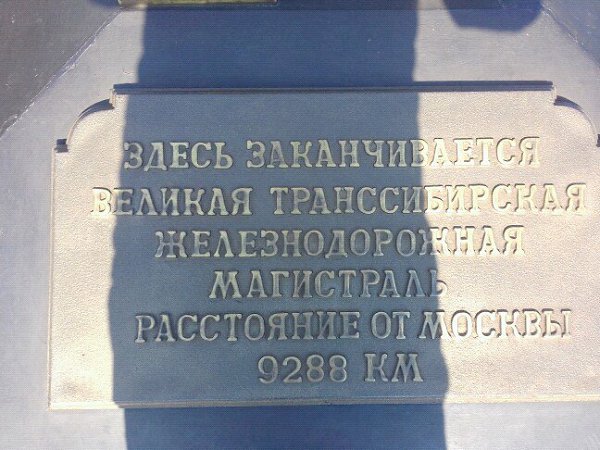 ЗДЕСЬ ЗАКАНЧИВАЕТСЯ
ВЕЛИКАЯ ТРАНССИБИРСКАЯ
ЖЕЛЕЗНОДОРОЖНАЯ
МАГИСТРАЛЬ
РАССТОЯНИЕ ОТ МОСКВЫ
9288 КМ